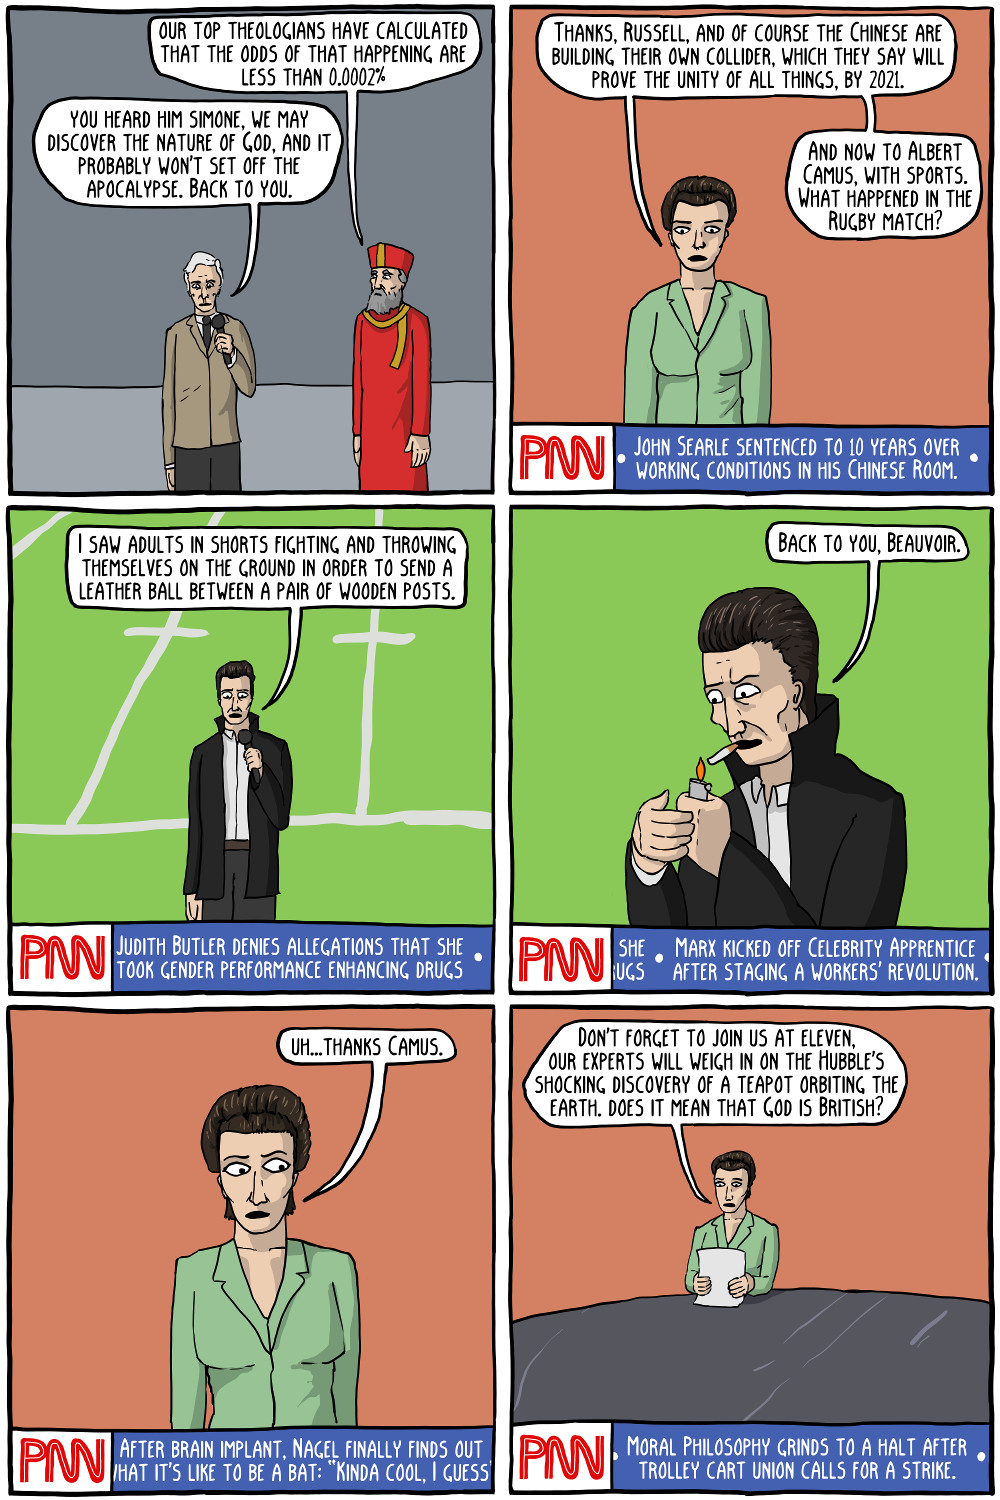 OUR TOP THEOLOGIANS HAVE CALCULATED
THAT THE ODDS OF THAT HAPPENING ARE
LESS THAN 0.0002%
YOU HEARD HIM SIMONE, WE MAY
DISCOVER THE NATURE OF GOD, AND IT
PROBABLY WON'T SET OFF THE
APOCALYPSE. BACK TO YOU.
THANKS, RUSSELL, AND OF COURSE THE CHINESE ARE
BUILDING THEIR OWN COLLIDER, WHICH THEY SAY WILL
PROVE THE UNITY OF ALL THINGS, BY 2021.
AND NOW TO ALBERT
CAMUS, WITH SPORTS.
WHAT HAPPENED IN THE
RUGBY MATCH?
PNN
• JOHN SEARLE SENTENCED TO 10 YEARS OVER •
WORKING CONDITIONS IN HIS CHINESE ROOM.
I SAW ADULTS IN SHORTS FIGHTING AND THROWING
THEMSELVES ON THE GROUND IN ORDER TO SEND A
LEATHER BALL BETWEEN A PAIR OF WOODEN POSTS.
PNN
JUDITH BUTLER DENIES ALLEGATIONS THAT SHE •
TOOK GENDER PERFORMANCE ENHANCING DRUGS
BACK TO YOU, BEAUVOIR.
PNN
SHE • MARX KICKED OFF CELEBRITY APPRENTICE •
UGS AFTER STAGING A WORKERS' REVOLUTION.
UH...THANKS CAMUS.
PNN
AFTER BRAIN IMPLANT, NAGEL FINALLY FINDS OUT
HAT IT'S LIKE TO BE A BAT: "KINDA COOL, I GUESS"
DON'T FORGET TO JOIN US AT ELEVEN,
OUR EXPERTS WILL WEIGH IN ON THE HUBBLE'S
SHOCKING DISCOVERY OF A TEAPOT ORBITING THE
EARTH. DOES IT MEAN THAT GOD IS BRITISH?
PNN
• MORAL PHILOSOPHY GRINDS TO A HALT AFTER •
TROLLEY CART UNION CALLS FOR A STRIKE.